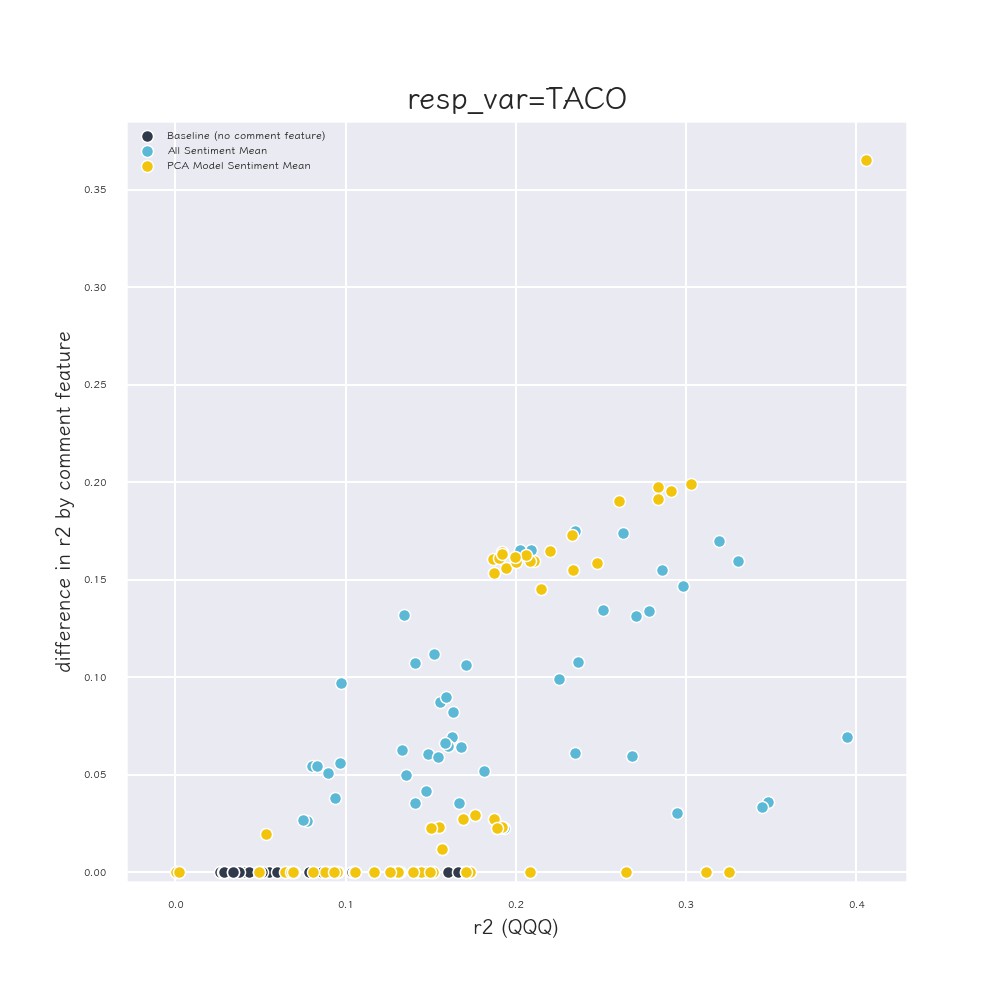 resp_var=TACO
Baseline (no comment feature)
All Sentiment Mean
PCA Model Sentiment Mean
difference in r2 by comment feature
0.35
0.30
0.25
0.20
0.15
0.10
0.05
0.00
0.0 0.1 0.2 0.3 0.4
r2 (QQQ)